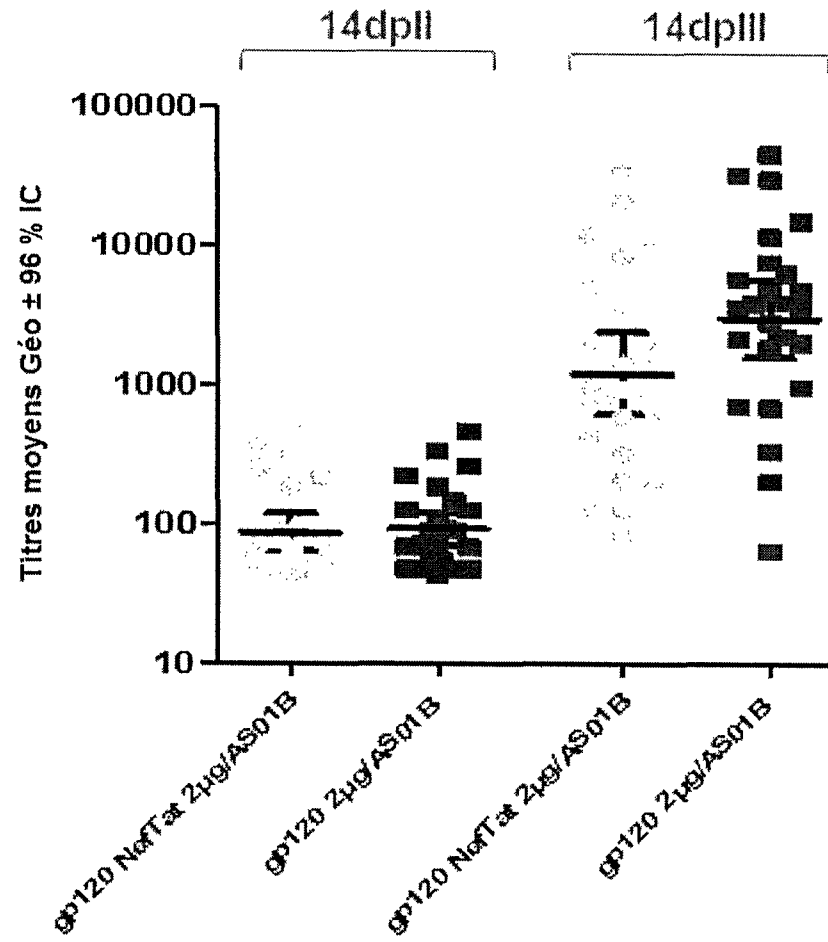 14dpII
14dpIII
Titres moyens Géo ± 96 % IC
100000
10000
1000
100
10
gp120 NefTat 2µg/AS01B
gp120 2µg/AS01B
gp120 NefTat 2µg/AS01B
gp120 2µg/AS01B